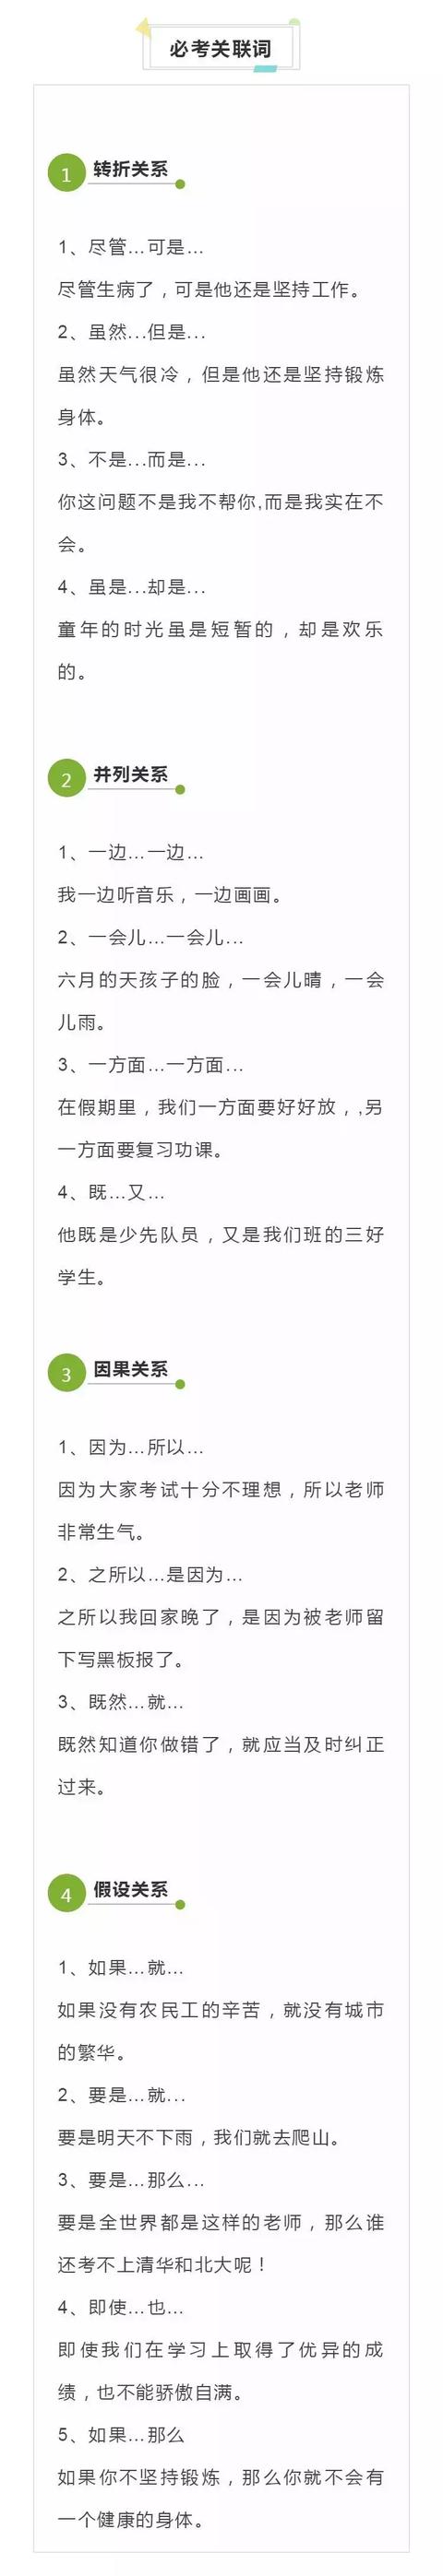 必考关联词
1 转折关系
1、尽管...可是...
尽管生病了，可是他还是坚持工作。
2、虽然...但是...
虽然天气很冷，但是他还是坚持锻炼
身体。
3、不是...而是...
你这问题不是我不帮你,而是我实在不
会。
4、虽是...却是...
童年的时光虽是短暂的，却是欢乐
的。
2 并列关系
1、一边...一边...
我一边听音乐，一边画画。
2、一会儿...一会儿...
六月的天孩子的脸，一会儿晴，一会
儿雨。
3、一方面...一方面...
在假期里，我们一方面要好好放，,另
一方面要复习功课。
4、既...又...
他既是少先队员，又是我们班的三好
学生。
3 因果关系
1、因为...所以...
因为大家考试十分不理想，所以老师
非常生气。
2、之所以...是因为...
之所以我回家晚了，是因为被老师留
下写黑板报了。
3、既然...就...
既然知道你做错了，就应当及时纠正
过来。
4 假设关系
1、如果...就...
如果没有农民工的辛苦，就没有城市
的繁华。
2、要是...就...
要是明天不下雨，我们就去爬山。
3、要是...那么...
要是全世界都是这样的老师，那么谁
还考不上清华和北大呢！
4、即使...也...
即使我们在学习上取得了优异的成
绩，也不能骄傲自满。
5、如果...那么
如果你不坚持锻炼，那么你就不会有
一个健康的身体。